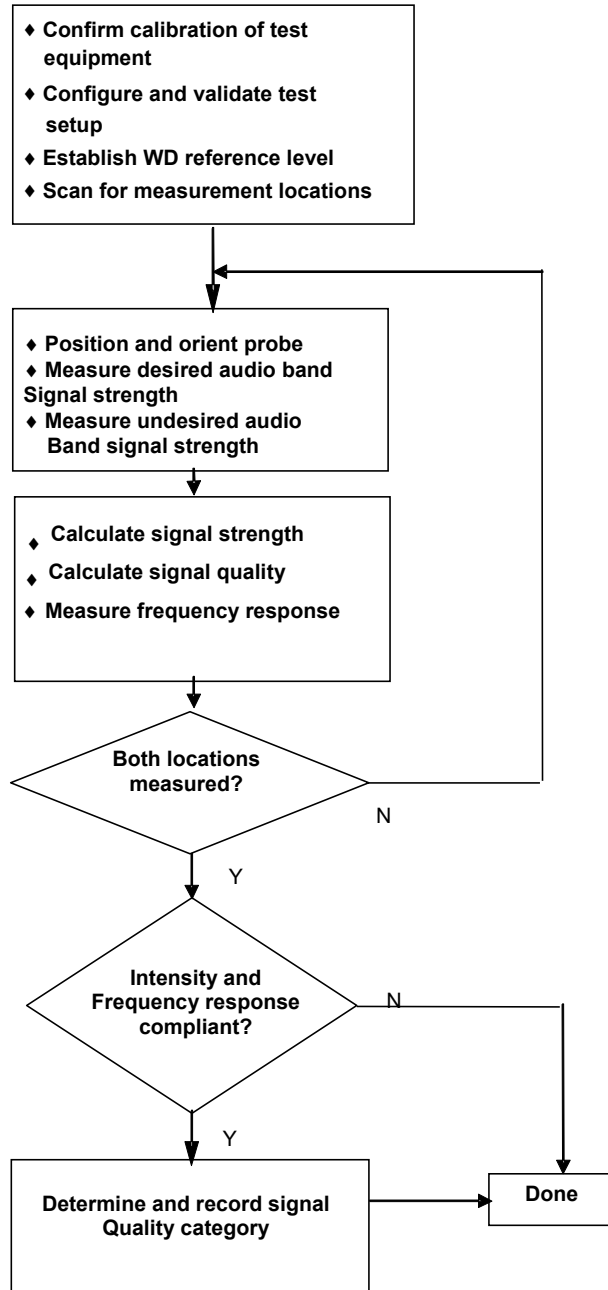 ♦ Confirm calibration of test
equipment
♦ Configure and validate test
setup
♦ Establish WD reference level
♦ Scan for measurement locations
♦ Position and orient probe
♦ Measure desired audio band
Signal strength
♦ Measure undesired audio
Band signal strength
♦ Calculate signal strength
♦ Calculate signal quality
♦ Measure frequency response
Both locations
measured?
N
Y
Intensity and
Frequency response
compliant?
N
Y
Determine and record signal
Quality category
Done